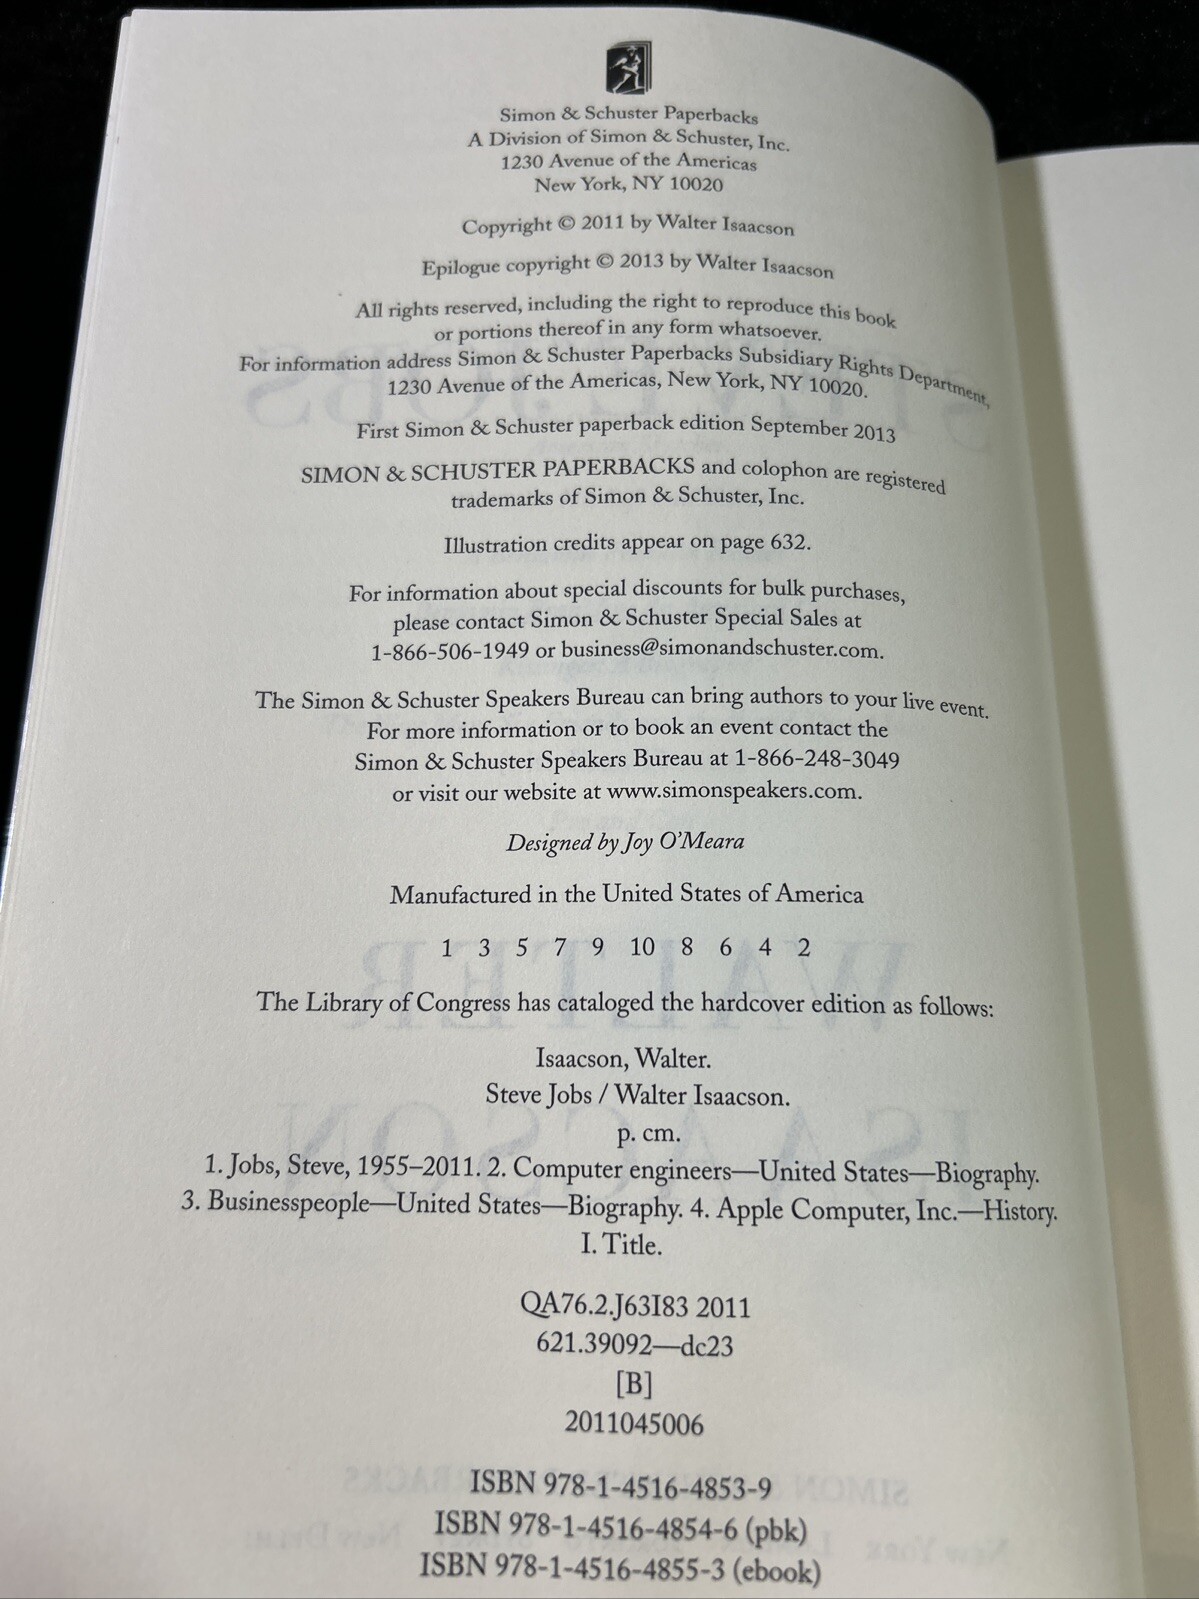 Simon & Schuster Paperbacks
A Division of Simon & Schuster, Inc.
1230 Avenue of the Americas
New York, NY 10020
Copyright © 2011 by Walter Isaacson
Epilogue copyright © 2013 by Walter Isaacson
All rights reserved, including the right to reproduce this book
or portions thereof in any form whatsoever.
For information address Simon & Schuster Paperbacks Subsidiary Rights Department,
1230 Avenue of the Americas, New York, NY 10020.
First Simon & Schuster paperback edition September 2013
SIMON & SCHUSTER PAPERBACKS and colophon are registered
trademarks of Simon & Schuster, Inc.
Illustration credits appear on page 632.
For information about special discounts for bulk purchases,
please contact Simon & Schuster Special Sales at
1-866-506-1949 or business@simonandschuster.com.
The Simon & Schuster Speakers Bureau can bring authors to your live event.
For more information or to book an event contact the
Simon & Schuster Speakers Bureau at 1-866-248-3049
or visit our website at www.simonspeakers.com.
Designed by Joy O'Meara
Manufactured in the United States of America
1 3 5 7 9 10 8 6 4 2
The Library of Congress has cataloged the hardcover edition as follows:
Isaacson, Walter.
Steve Jobs / Walter Isaacson.
p. cm.
1. Jobs, Steve, 1955–2011. 2. Computer engineers—United States—Biography.
3. Businesspeople—United States—Biography. 4. Apple Computer, Inc.—History.
I. Title.
QA76.2.J63I83 2011
621.39092—dc23
[B]
2011045006
ISBN 978-1-4516-4853-9
ISBN 978-1-4516-4854-6 (pbk)
ISBN 978-1-4516-4855-3 (ebook)